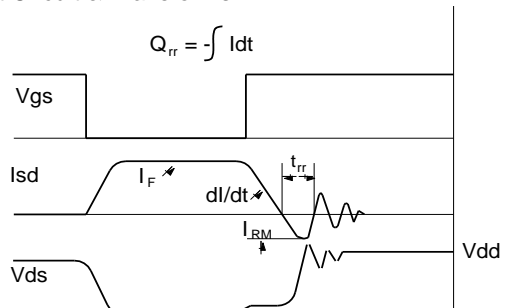 Qrr = -∫ Idt
Vgs
Isd
IF
trr
dI/dt
IRM
Vdd
Vds